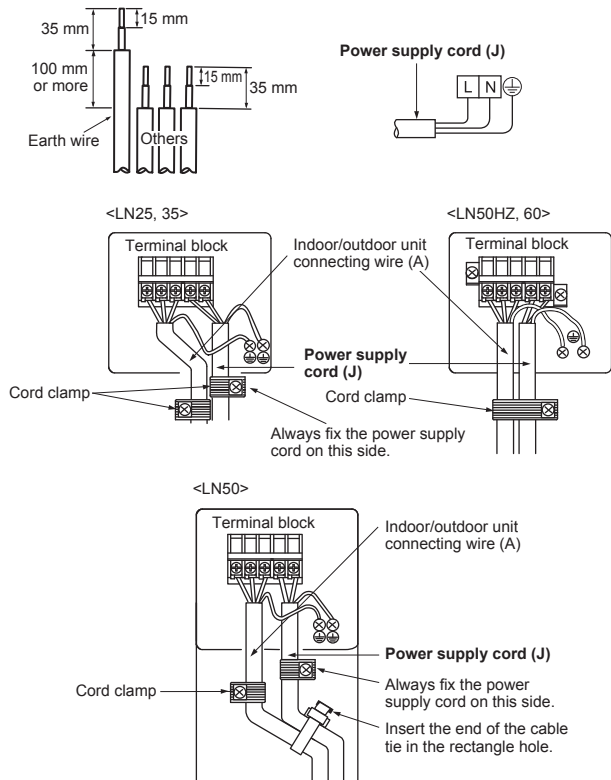 15 mm
35 mm
100 mm
or more
Earth wire
Others
15 mm
35 mm
Power supply cord (J)
L N
<LN25, 35>
Terminal block
Indoor/outdoor unit
connecting wire (A)
Power supply
cord (J)
Cord clamp
Always fix the power supply
cord on this side.
<LN50HZ, 60>
Terminal block
Cord clamp
<LN50>
Terminal block
Indoor/outdoor unit
connecting wire (A)
Power supply cord (J)
Cord clamp
Always fix the power
supply cord on this side.
Insert the end of the cable
tie in the rectangle hole.